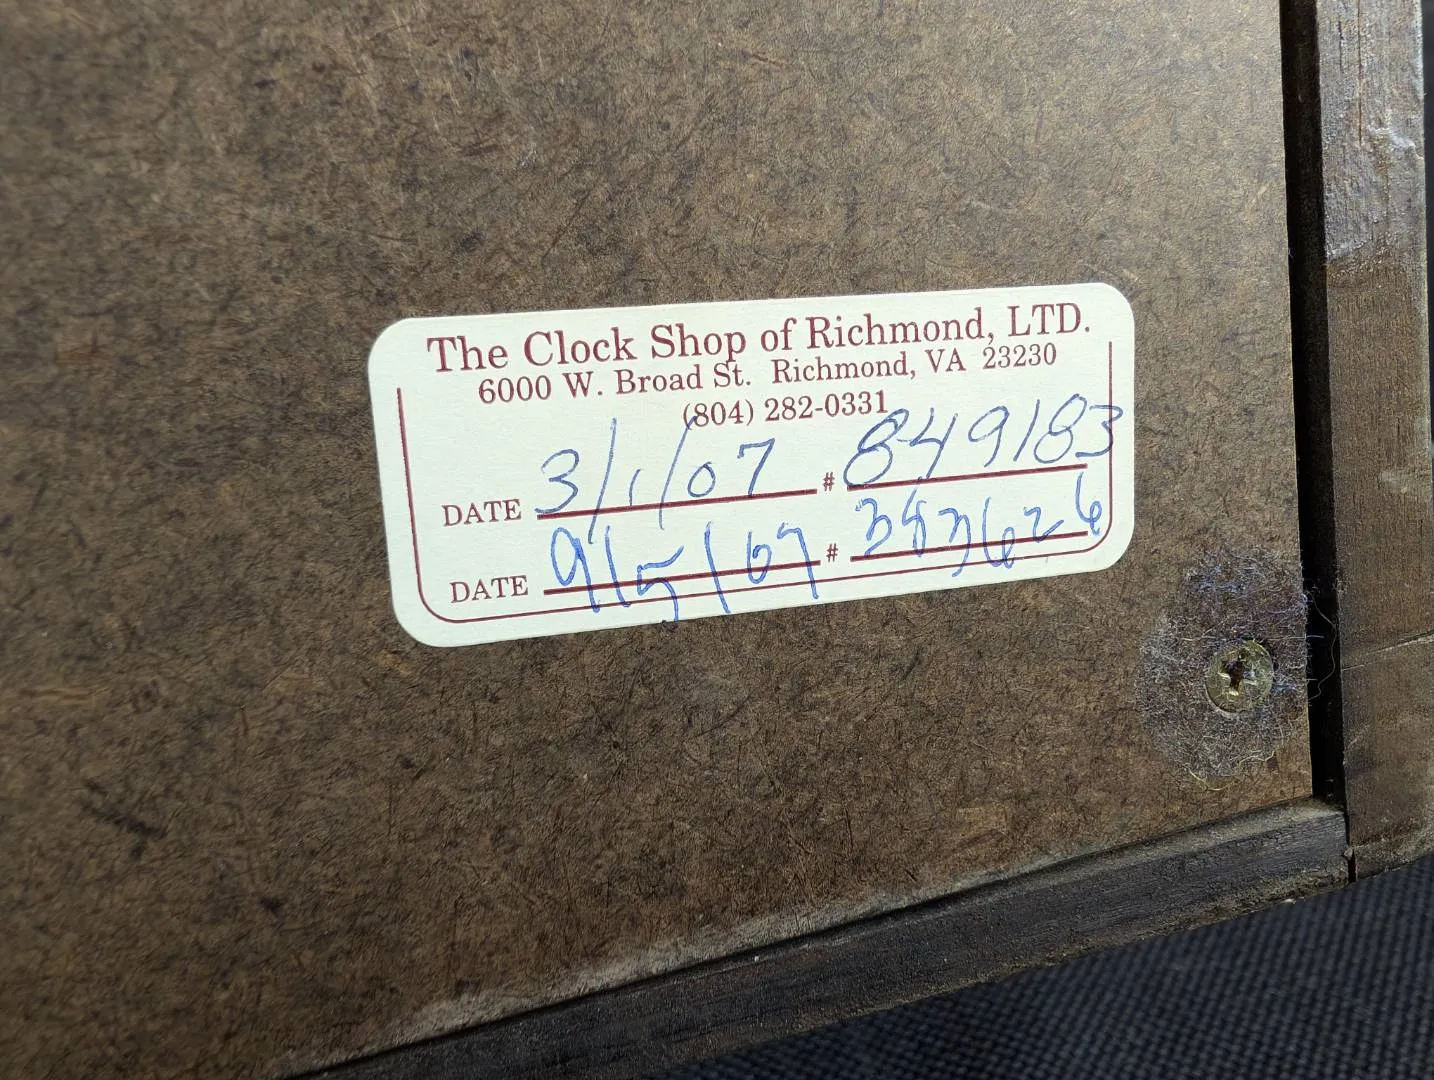 The Clock Shop of Richmond, LTD.
6000 W. Broad St. Richmond, VA 23230
(804) 282-0331
DATE 3/1/07 # 849183
DATE 9/5/07 #